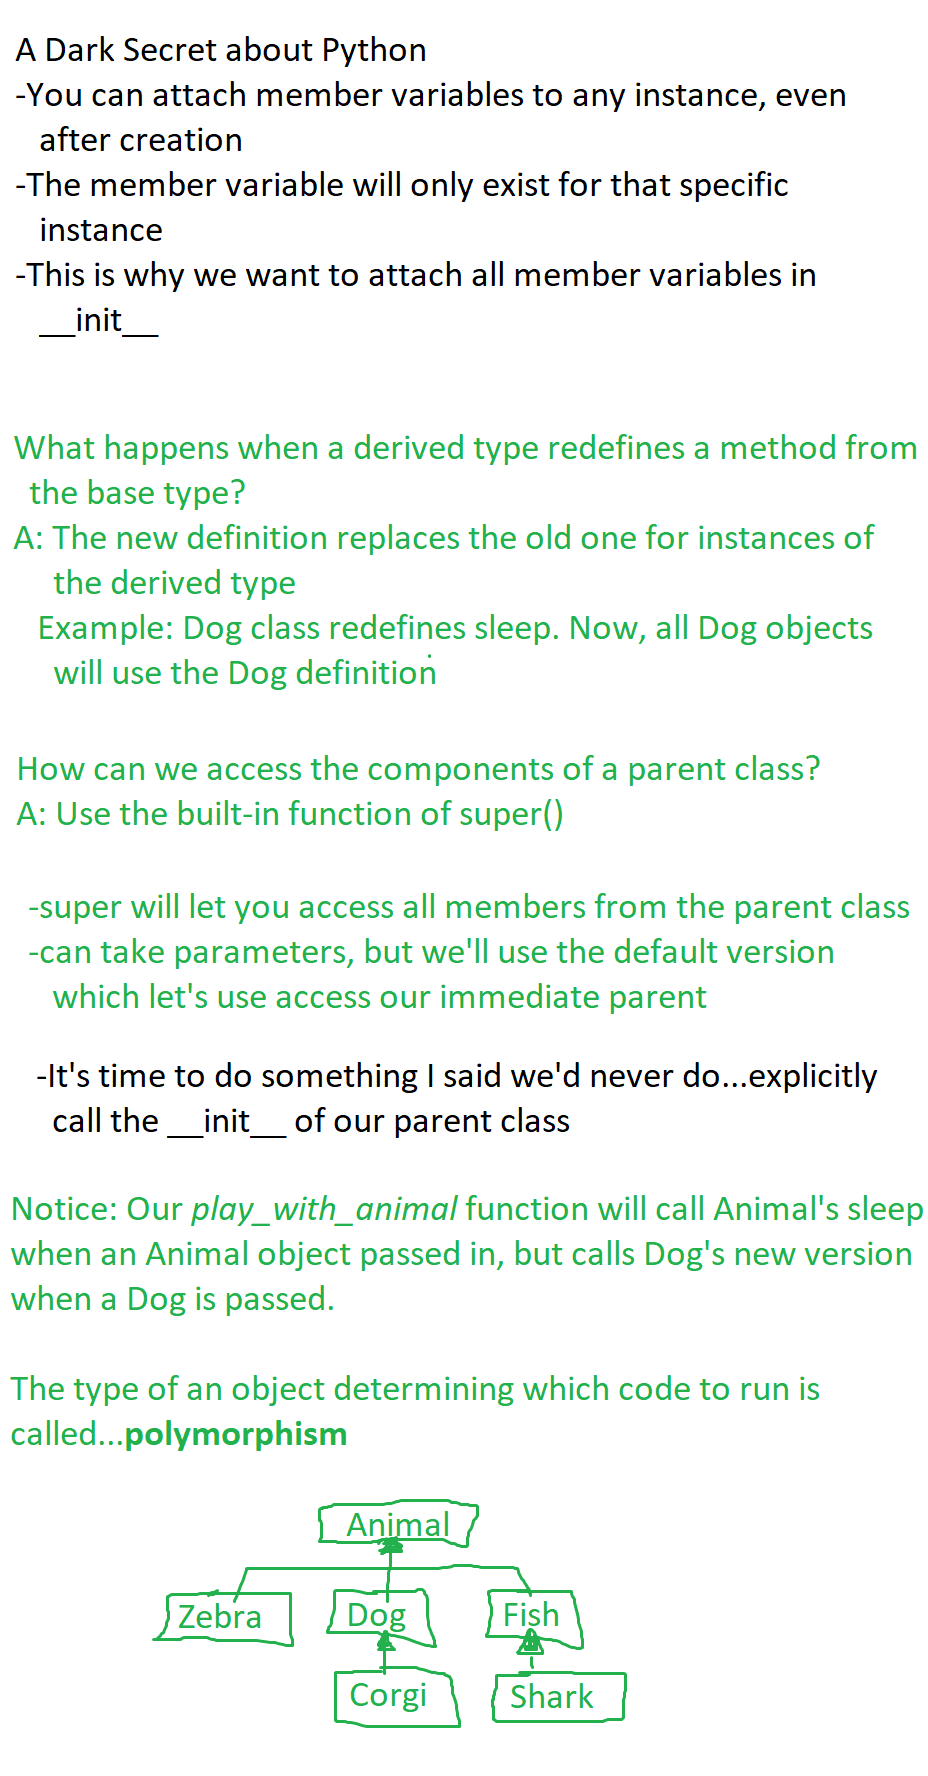 A Dark Secret about Python
-You can attach member variables to any instance, even
after creation
-The member variable will only exist for that specific
instance
-This is why we want to attach all member variables in
__init__
What happens when a derived type redefines a method from
the base type?
A: The new definition replaces the old one for instances of
the derived type
Example: Dog class redefines sleep. Now, all Dog objects
will use the Dog definition
How can we access the components of a parent class?
A: Use the built-in function of super()
-super will let you access all members from the parent class
-can take parameters, but we'll use the default version
which let's use access our immediate parent
-It's time to do something I said we'd never do...explicitly
call the __init__ of our parent class
Notice: Our play_with_animal function will call Animal's sleep
when an Animal object passed in, but calls Dog's new version
when a Dog is passed.
The type of an object determining which code to run is
called...polymorphism
Animal
Zebra Dog Fish
Corgi Shark